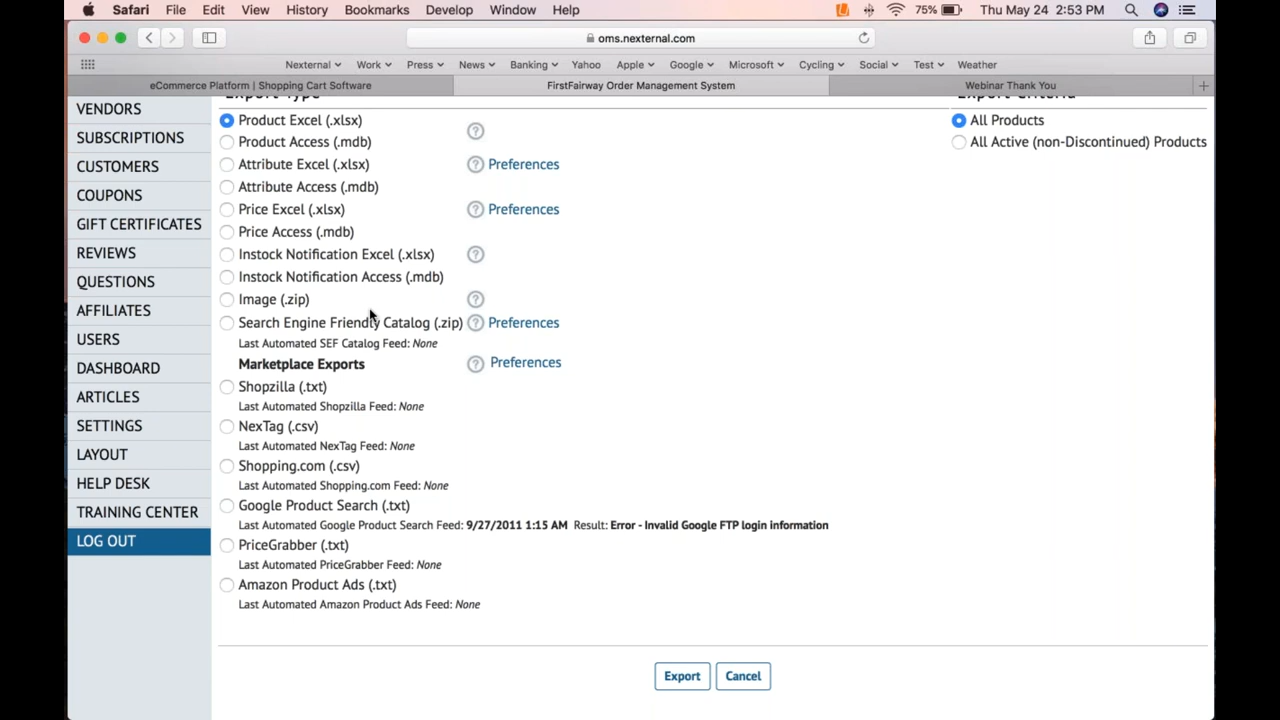 Safari File Edit View History Bookmarks Develop Window Help 75% Thu May 24 2:53 PM
oms.nexternal.com
Nexternal Work Press News Banking Yahoo Apple Google Microsoft Cycling Social Test Weather
eCommerce Platform | Shopping Cart Software FirstFairway Order Management System Webinar Thank You +
Export Type Export Criteria
VENDORS
SUBSCRIPTIONS
CUSTOMERS
COUPONS
GIFT CERTIFICATES
REVIEWS
QUESTIONS
AFFILIATES
USERS
DASHBOARD
ARTICLES
SETTINGS
LAYOUT
HELP DESK
TRAINING CENTER
LOG OUT
Product Excel (.xlsx) ?
Product Access (.mdb)
Attribute Excel (.xlsx) ? Preferences
Attribute Access (.mdb)
Price Excel (.xlsx) ? Preferences
Price Access (.mdb)
Instock Notification Excel (.xlsx) ?
Instock Notification Access (.mdb)
Image (.zip) ?
Search Engine Friendly Catalog (.zip) ? Preferences
Last Automated SEF Catalog Feed: None
Marketplace Exports ? Preferences
Shopzilla (.txt)
Last Automated Shopzilla Feed: None
NexTag (.csv)
Last Automated NexTag Feed: None
Shopping.com (.csv)
Last Automated Shopping.com Feed: None
Google Product Search (.txt)
Last Automated Google Product Search Feed: 9/27/2011 1:15 AM Result: Error - Invalid Google FTP login information
PriceGrabber (.txt)
Last Automated PriceGrabber Feed: None
Amazon Product Ads (.txt)
Last Automated Amazon Product Ads Feed: None
All Products
All Active (non-Discontinued) Products
Export Cancel